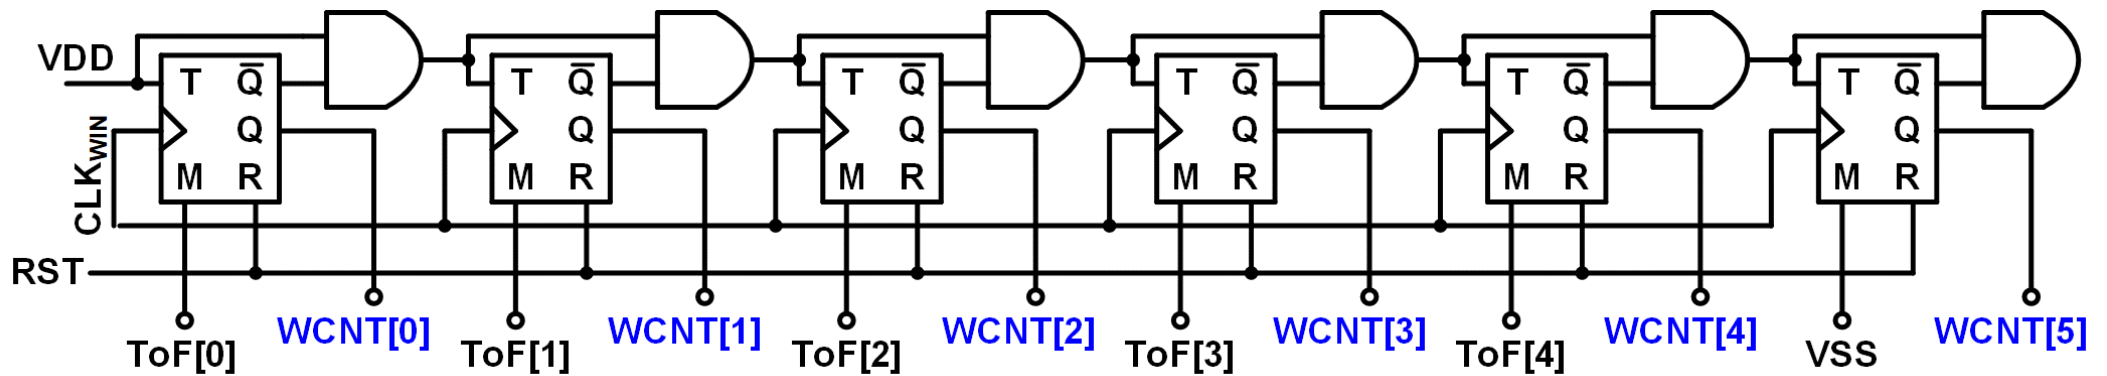 VDD
T Q̅ T Q̅ T Q̅ T Q̅ T Q̅ T Q̅
Q Q Q Q Q Q
CLKWIN
M R M R M R M R M R M R
RST
WCNT[0] WCNT[1] WCNT[2] WCNT[3] WCNT[4] WCNT[5]
ToF[0] ToF[1] ToF[2] ToF[3] ToF[4] VSS